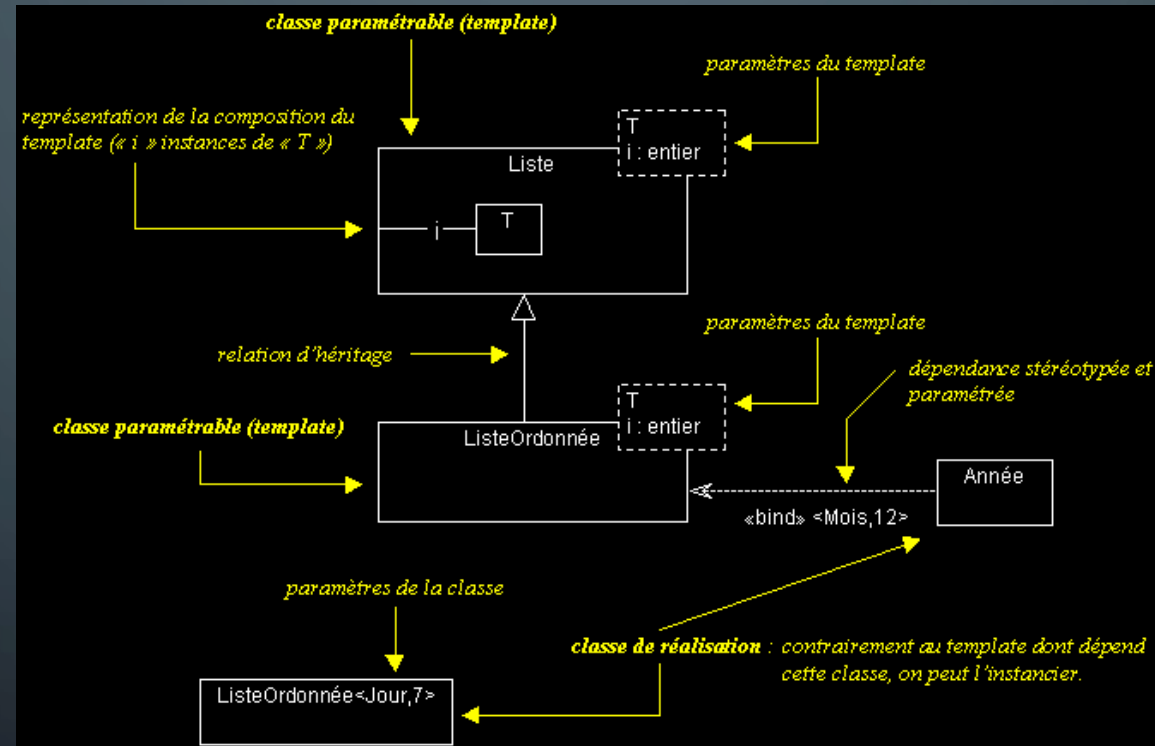 classe paramétrable (template)
paramètres du template
représentation de la composition du
template (« i » instances de « T »)
T
i : entier
Liste
i
T
relation d'héritage
paramètres du template
dépendance stéréotypée et
paramétrée
T
i : entier
classe paramétrable (template)
ListeOrdonnée
Année
«bind» <Mois,12>
paramètres de la classe
classe de réalisation : contrairement au template dont dépend
cette classe, on peut l'instancier.
ListeOrdonnée<Jour,7>